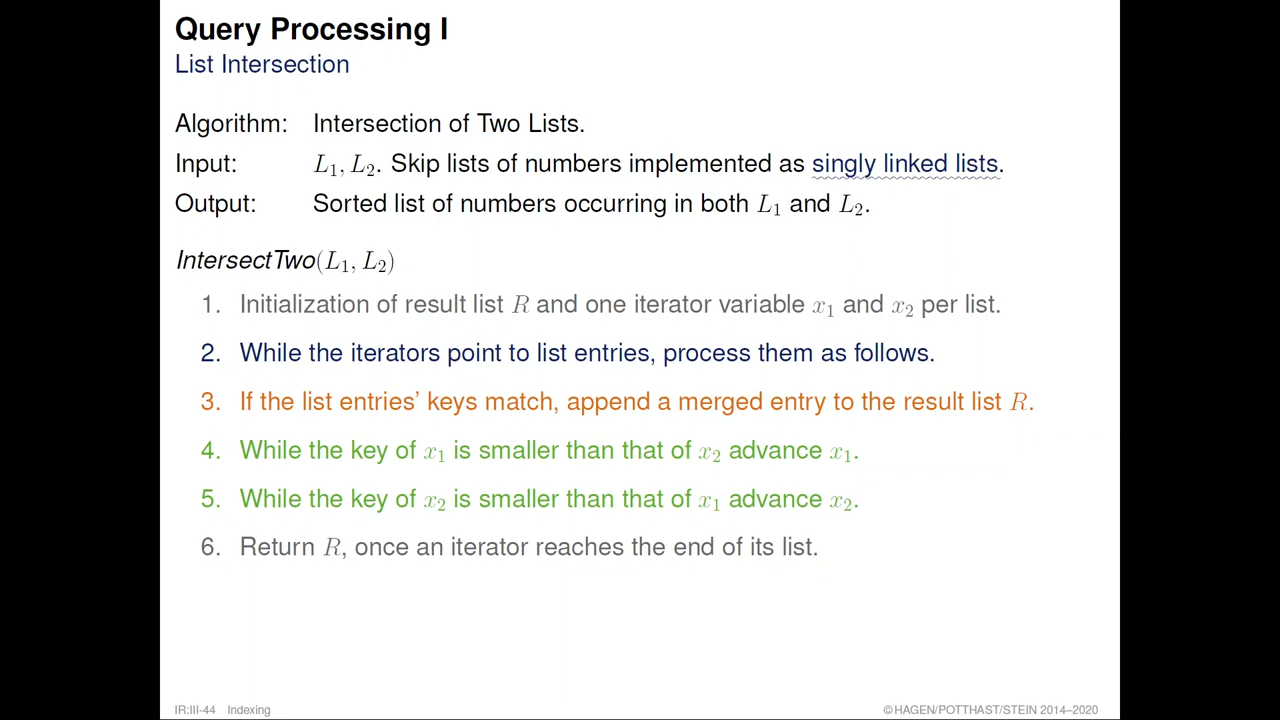 Query Processing I
List Intersection
Algorithm: Intersection of Two Lists.
Input: L₁, L₂. Skip lists of numbers implemented as singly linked lists.
Output: Sorted list of numbers occurring in both L₁ and L₂.
IntersectTwo(L₁, L₂)
1. Initialization of result list R and one iterator variable x₁ and x₂ per list.
2. While the iterators point to list entries, process them as follows.
3. If the list entries’ keys match, append a merged entry to the result list R.
4. While the key of x₁ is smaller than that of x₂ advance x₁.
5. While the key of x₂ is smaller than that of x₁ advance x₂.
6. Return R, once an iterator reaches the end of its list.
IR:III-44 Indexing ©HAGEN/POTTHAST/STEIN 2014–2020